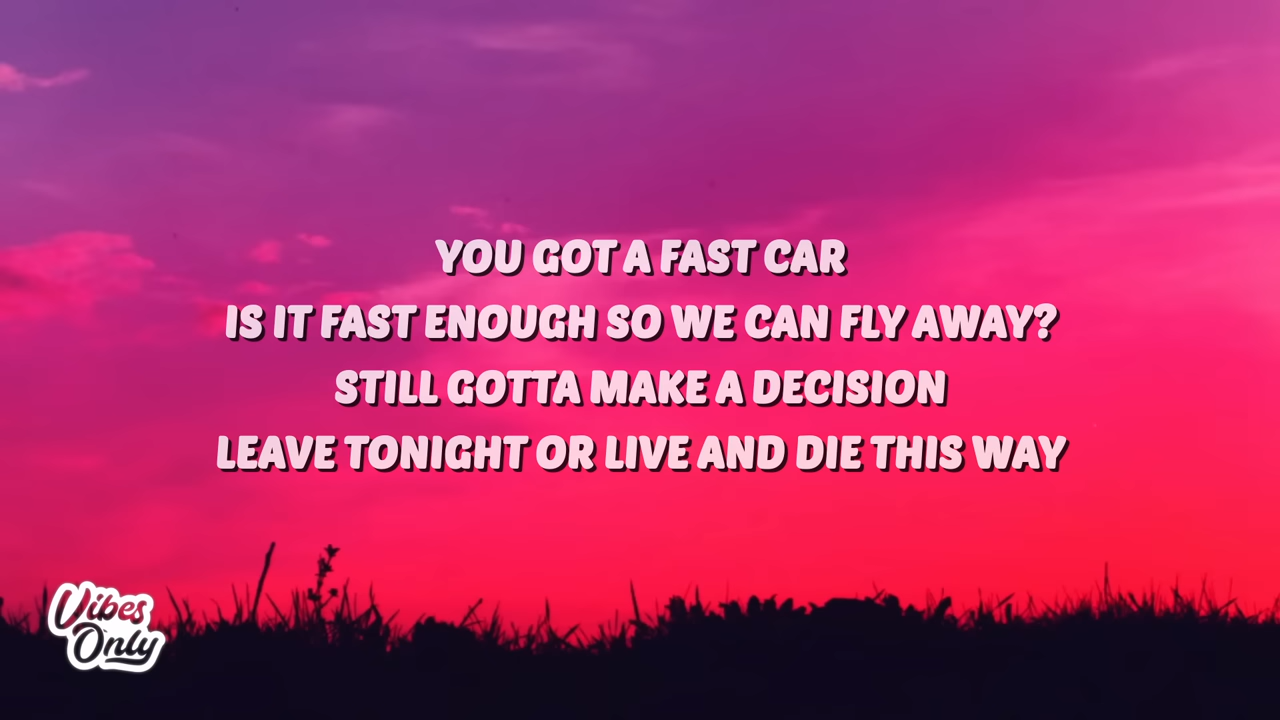 YOU GOT A FAST CAR
IS IT FAST ENOUGH SO WE CAN FLY AWAY?
STILL GOTTA MAKE A DECISION
LEAVE TONIGHT OR LIVE AND DIE THIS WAY
Vibes
Only